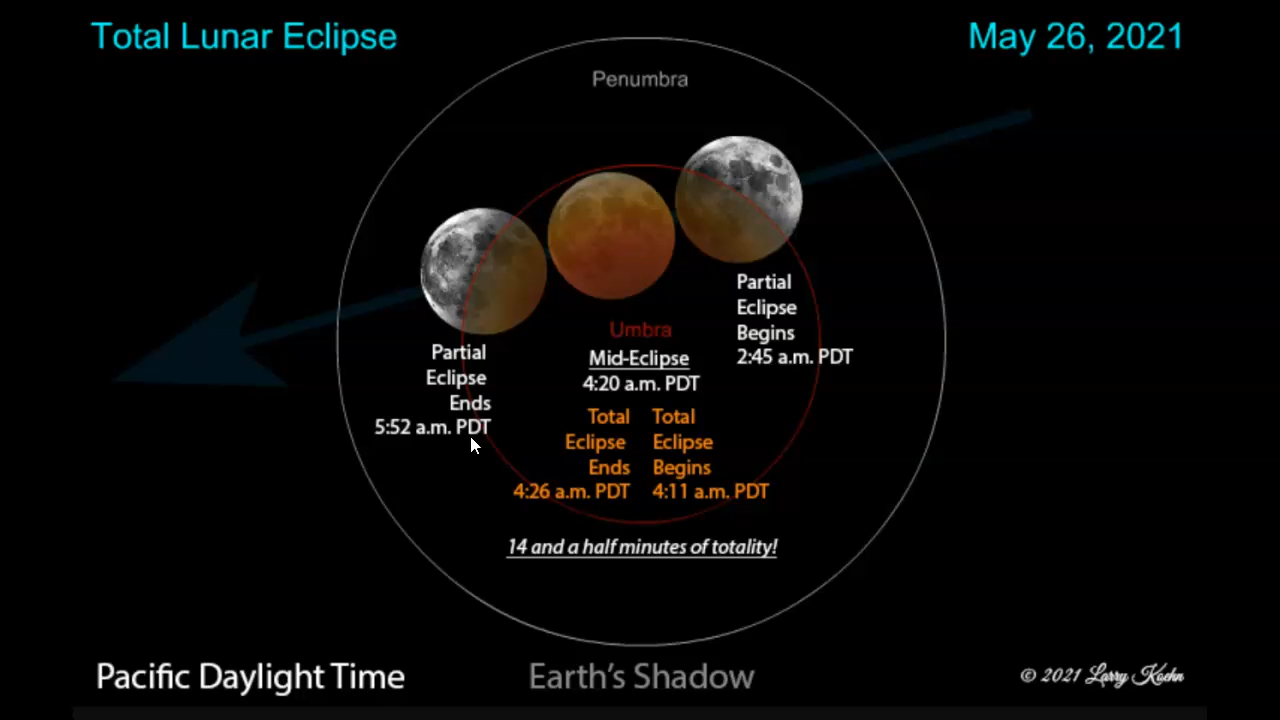 Total Lunar Eclipse
May 26, 2021
Penumbra
Partial
Eclipse
Begins
2:45 a.m. PDT
Umbra
Mid-Eclipse
4:20 a.m. PDT
Partial
Eclipse
Ends
5:52 a.m. PDT
Total
Eclipse
Ends
4:26 a.m. PDT
Total
Eclipse
Begins
4:11 a.m. PDT
14 and a half minutes of totality!
Pacific Daylight Time
Earth's Shadow
© 2021 Larry Koehn